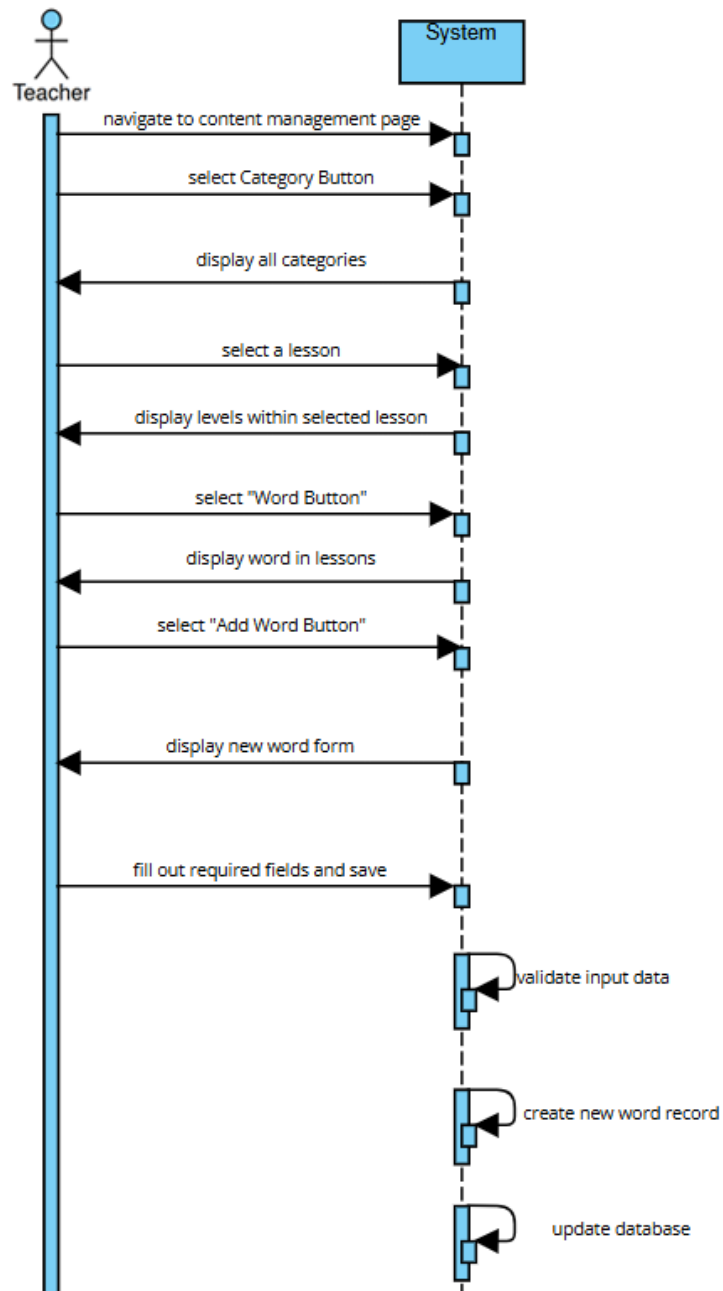 System
Teacher
navigate to content management page
select Category Button
display all categories
select a lesson
display levels within selected lesson
select "Word Button"
display word in lessons
select "Add Word Button"
display new word form
fill out required fields and save
validate input data
create new word record
update database